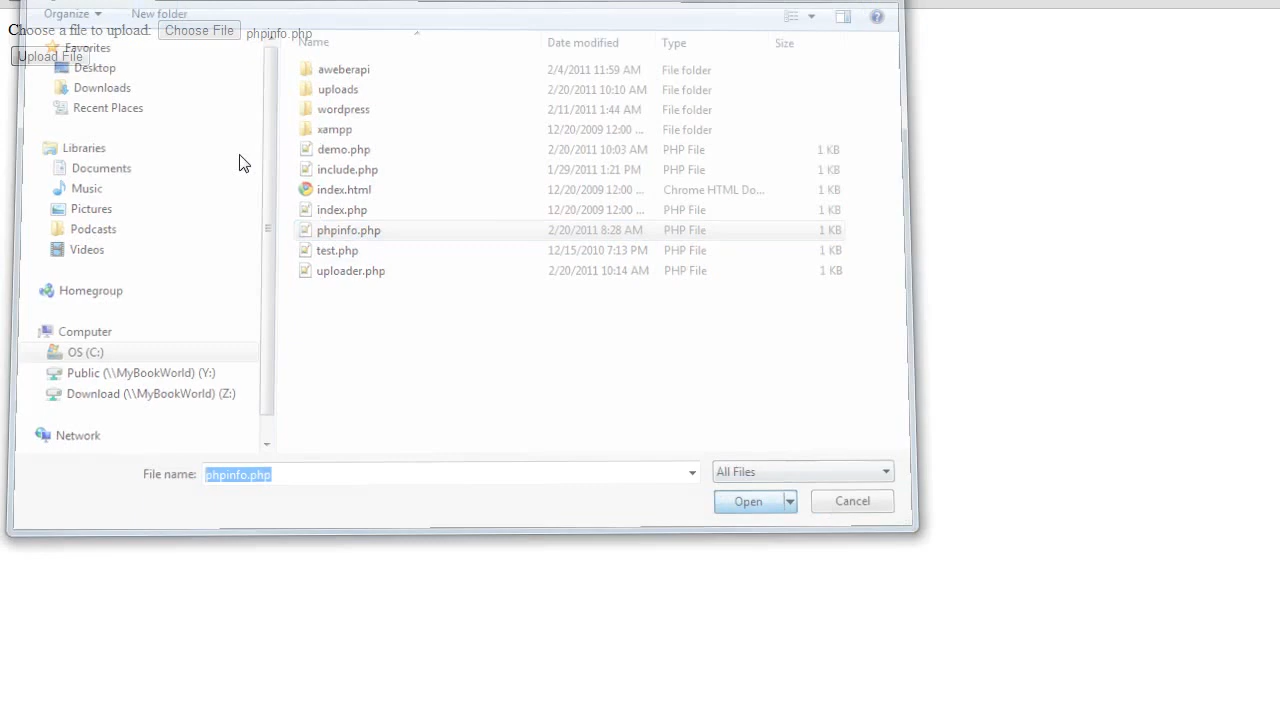 Organize New folder
Choose a file to upload: Choose File phpinfo.php
Upload File
Favorites
Desktop
Downloads
Recent Places
Libraries
Documents
Music
Pictures
Podcasts
Videos
Homegroup
Computer
OS (C:)
Public (\\MyBookWorld) (Y:)
Download (\\MyBookWorld) (Z:)
Network
Name Date modified Type Size
aweberapi 2/4/2011 11:59 AM File folder
uploads 2/20/2011 10:10 AM File folder
wordpress 2/11/2011 1:44 AM File folder
xampp 12/20/2009 12:00 ... File folder
demo.php 2/20/2011 10:03 AM PHP File 1 KB
include.php 1/29/2011 1:21 PM PHP File 1 KB
index.html 12/20/2009 12:00 ... Chrome HTML Do... 1 KB
index.php 12/20/2009 12:00 ... PHP File 1 KB
phpinfo.php 2/20/2011 8:28 AM PHP File 1 KB
test.php 12/15/2010 7:13 PM PHP File 1 KB
uploader.php 2/20/2011 10:14 AM PHP File 1 KB
File name: phpinfo.php All Files
Open Cancel